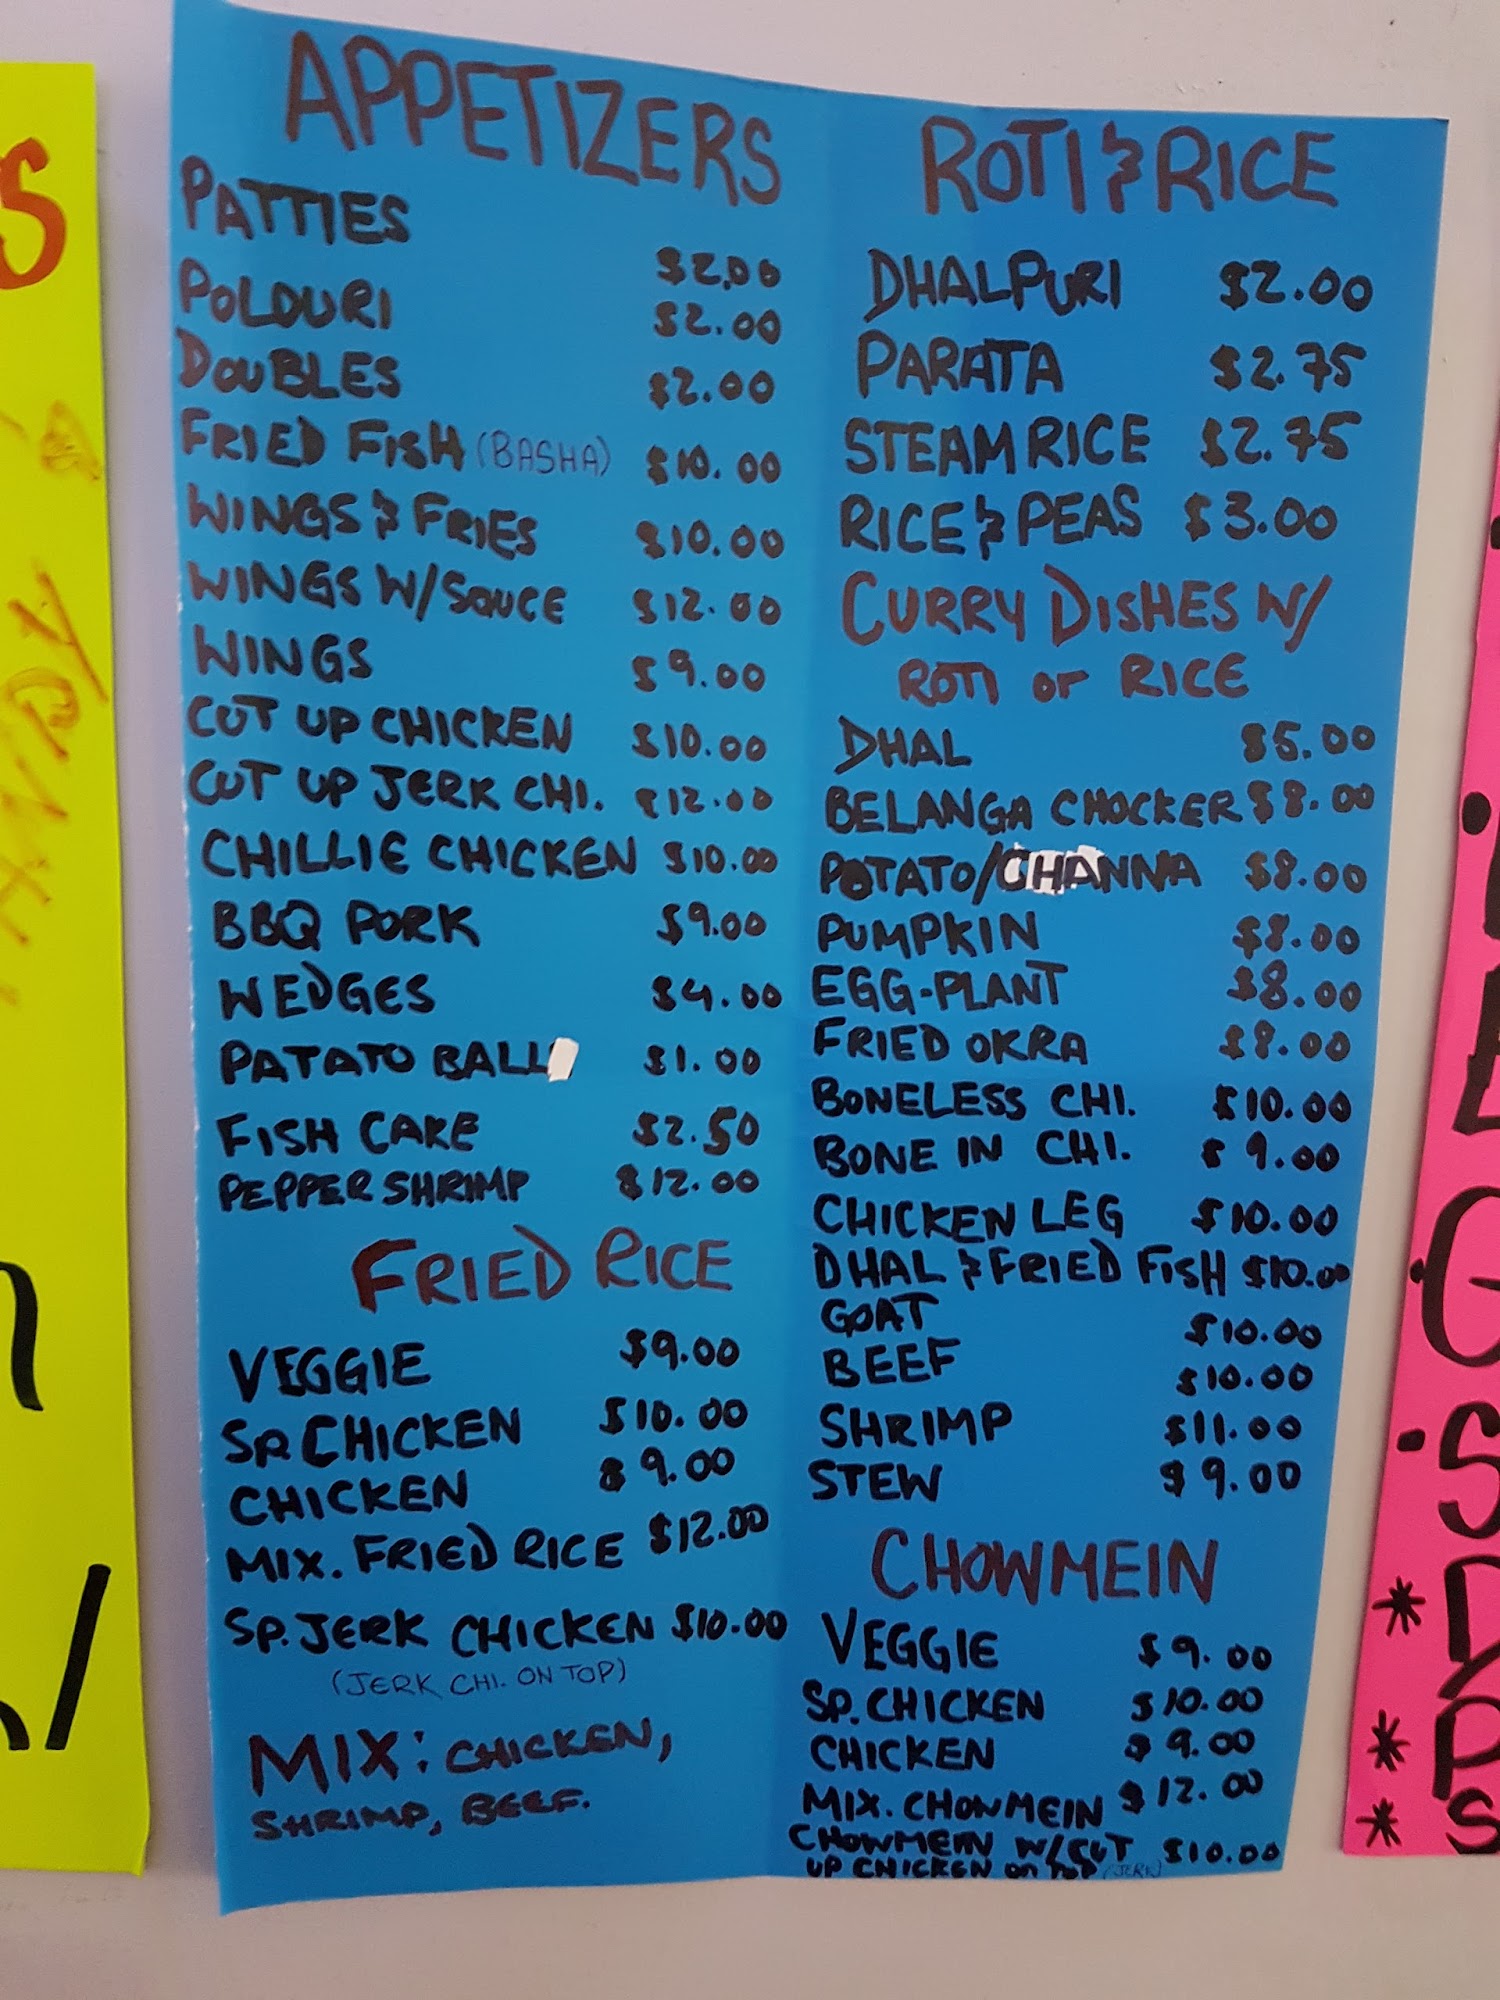 APPETIZERS
PATTIES $2.00
POLOURI $2.00
DOUBLES $2.00
FRIED FISH (BASHA) $10.00
WINGS & FRIES $10.00
WINGS W/SAUCE $12.00
WINGS $9.00
CUT UP CHICKEN $10.00
CUT UP JERK CHI. $12.00
CHILLIE CHICKEN $10.00
BBQ PORK $9.00
WEDGES $4.00
PATATO BALL $1.00
FISH CAKE $2.50
PEPPER SHRIMP $12.00
FRIED RICE
VEGGIE $9.00
SP. CHICKEN $10.00
CHICKEN $9.00
MIX. FRIED RICE $12.00
SP. JERK CHICKEN $10.00
(JERK CHI. ON TOP)
MIX: CHICKEN,
SHRIMP, BEEF.
ROTI & RICE
DHALPURI $2.00
PARATA $2.75
STEAM RICE $2.75
RICE & PEAS $3.00
CURRY DISHES W/
ROTI or RICE
DHAL $5.00
BELANGA CHOCKER $8.00
POTATO/CHANNA $8.00
PUMPKIN $8.00
EGG-PLANT $8.00
FRIED OKRA $8.00
BONELESS CHI. $10.00
BONE IN CHI. $9.00
CHICKEN LEG $10.00
DHAL & FRIED FISH $10.00
GOAT $10.00
BEEF $10.00
SHRIMP $11.00
STEW $9.00
CHOWMEIN
VEGGIE $9.00
SP. CHICKEN $10.00
CHICKEN $9.00
MIX. CHOWMEIN $12.00
CHOWMEIN W/CUT $10.00
UP CHICKEN on TOP (JERK)